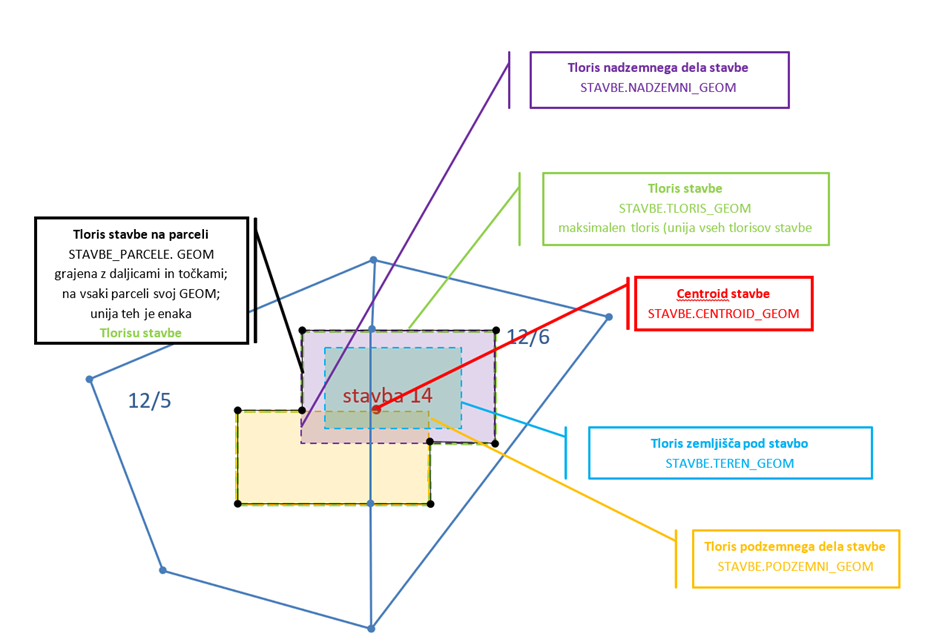 Tloris nadzemnega dela stavbe
STAVBE.NADZEMNI_GEOM
Tloris stavbe
STAVBE.TLORIS_GEOM
maksimalen tloris (unija vseh tlorisov stavbe
Tloris stavbe na parceli
STAVBE_PARCELE. GEOM
grajena z daljicami in točkami;
na vsaki parceli svoj GEOM;
unija teh je enaka
Tlorisu stavbe
Centroid stavbe
STAVBE.CENTROID_GEOM
12/6
12/5
stavba 14
Tloris zemljišča pod stavbo
STAVBE.TEREN_GEOM
Tloris podzemnega dela stavbe
STAVBE.PODZEMNI_GEOM